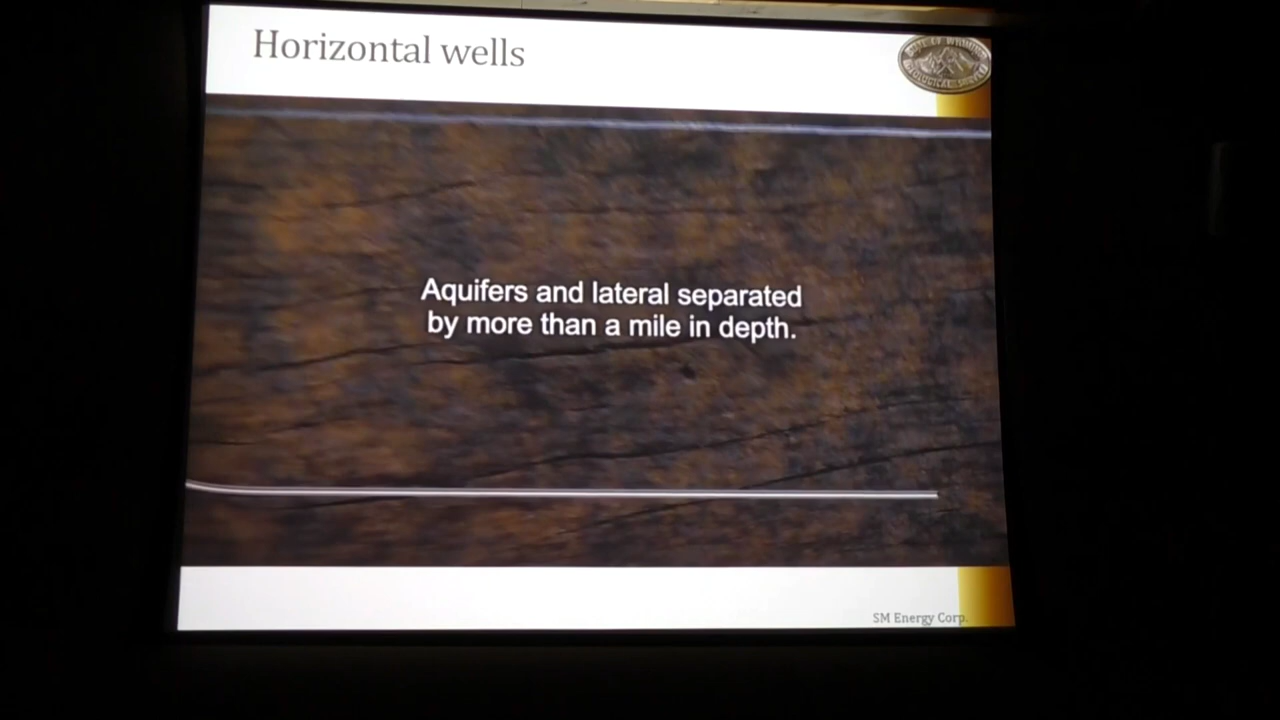 Horizontal wells
Aquifers and lateral separated
by more than a mile in depth.
SM Energy Corp.